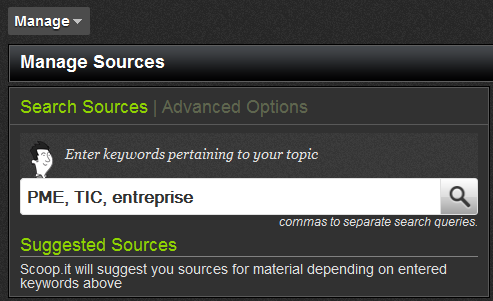 Manage
Manage Sources
Search Sources | Advanced Options
Enter keywords pertaining to your topic
PME, TIC, entreprise
commas to separate search queries.
Suggested Sources
Scoop.it will suggest you sources for material depending on entered
keywords above